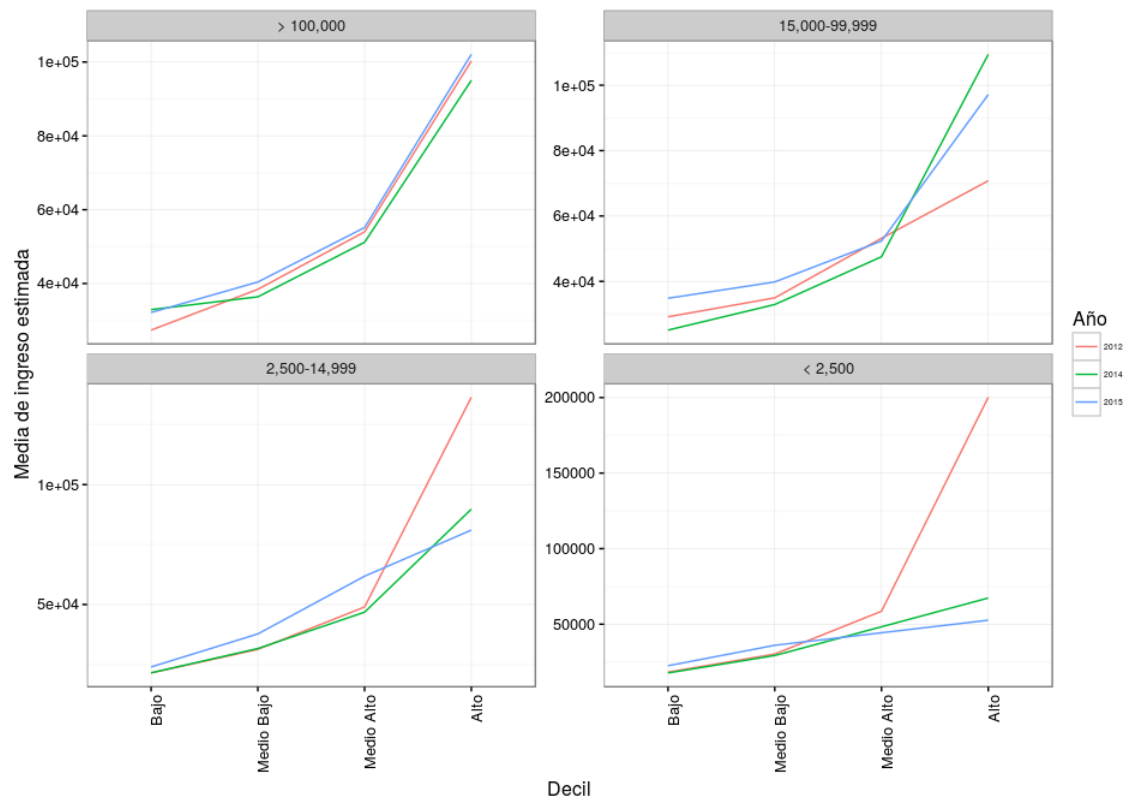 > 100,000
15,000-99,999
1e+05
8e+04
6e+04
4e+04
1e+05
8e+04
6e+04
4e+04
Media de ingreso estimada
2,500-14,999
< 2,500
1e+05
5e+04
200000
150000
100000
50000
Bajo
Medio Bajo
Medio Alto
Alto
Bajo
Medio Bajo
Medio Alto
Alto
Decil
Año
2012
2014
2015